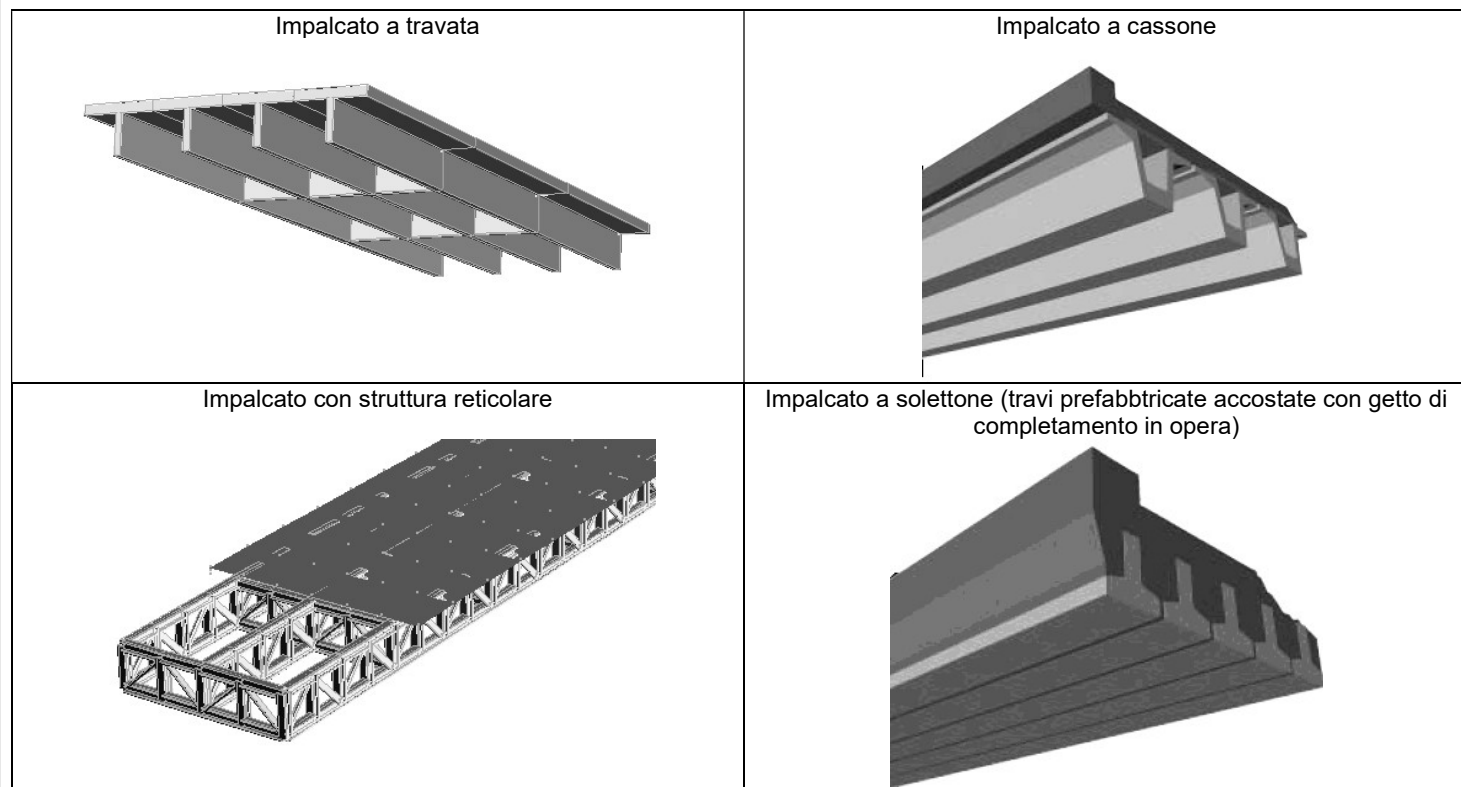 Impalcato a travata
Impalcato a cassone
Impalcato con struttura reticolare
Impalcato a solettone (travi prefabbtricate accostate con getto di
completamento in opera)